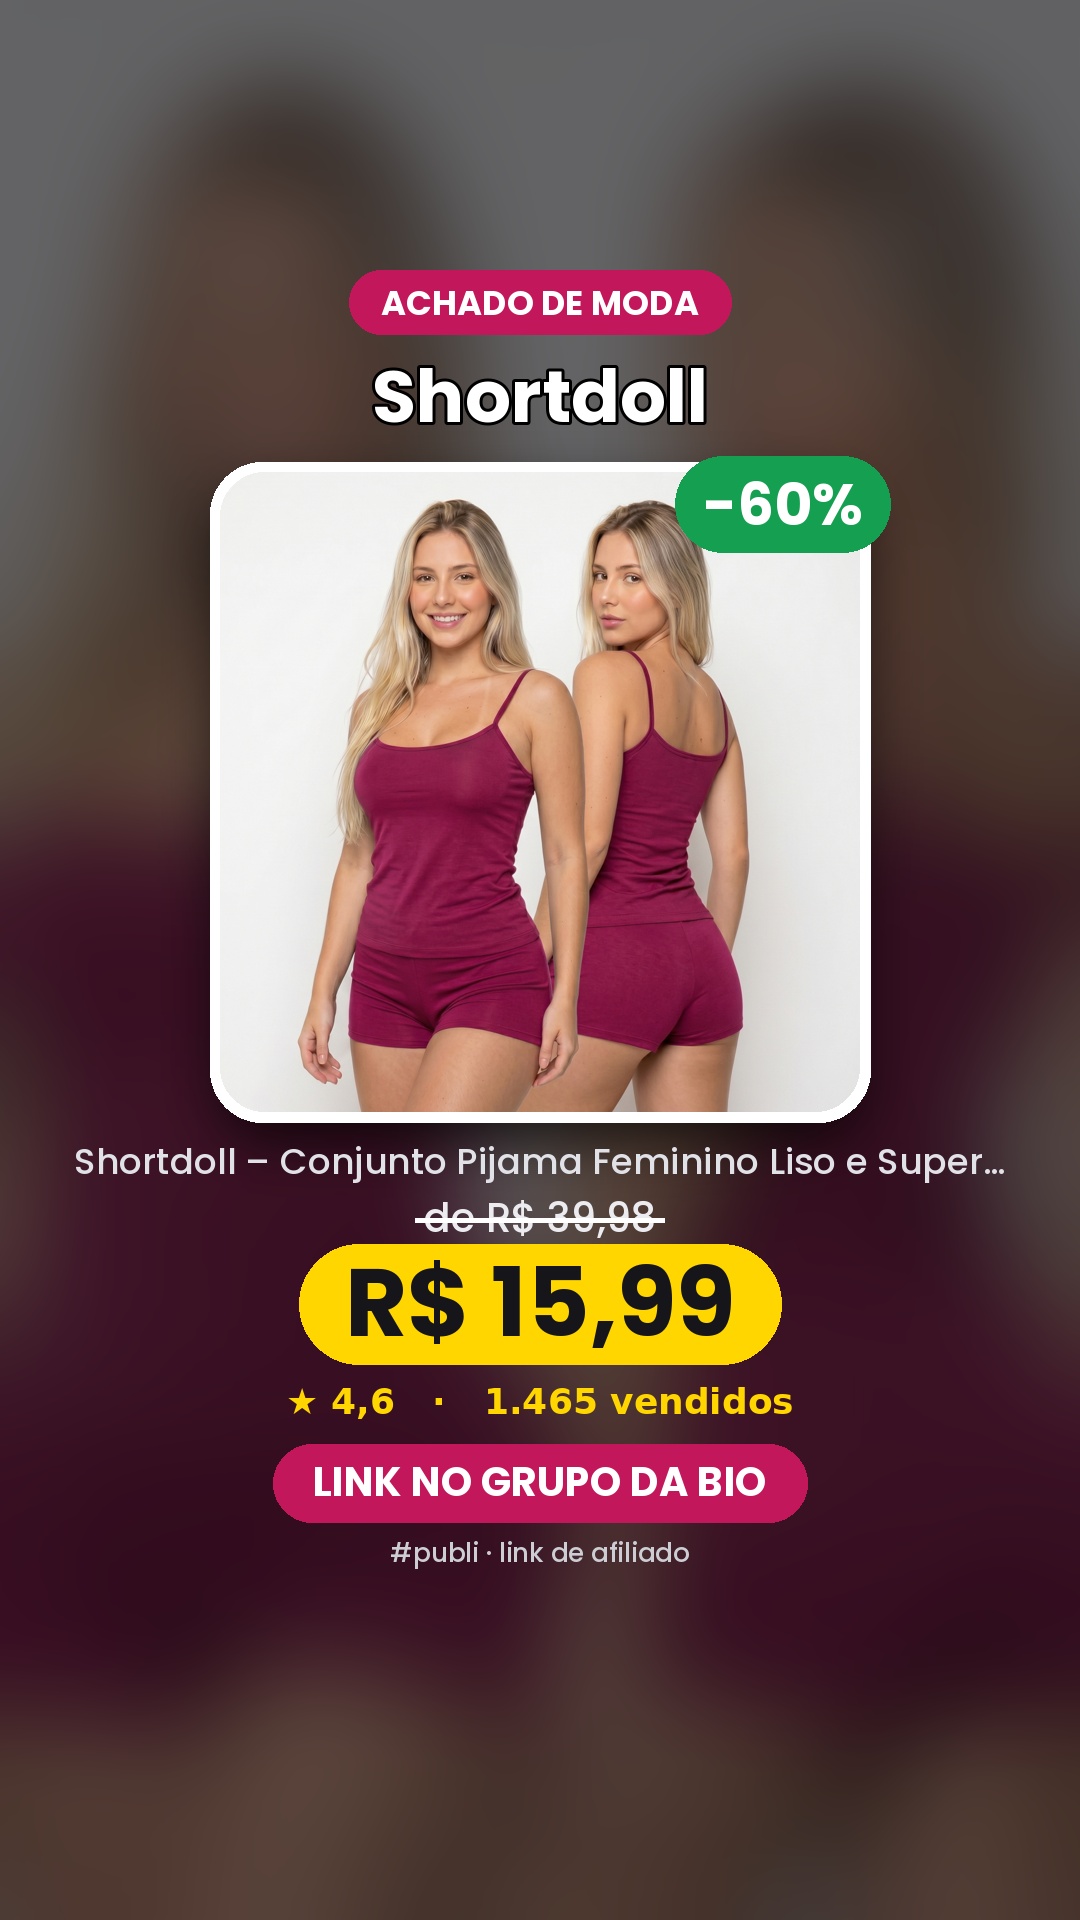 ACHADO DE MODA
Shortdoll
-60%
Shortdoll – Conjunto Pijama Feminino Liso e Super...
de R$ 39,98
R$ 15,99
★ 4,6 · 1.465 vendidos
LINK NO GRUPO DA BIO
#publi · link de afiliado